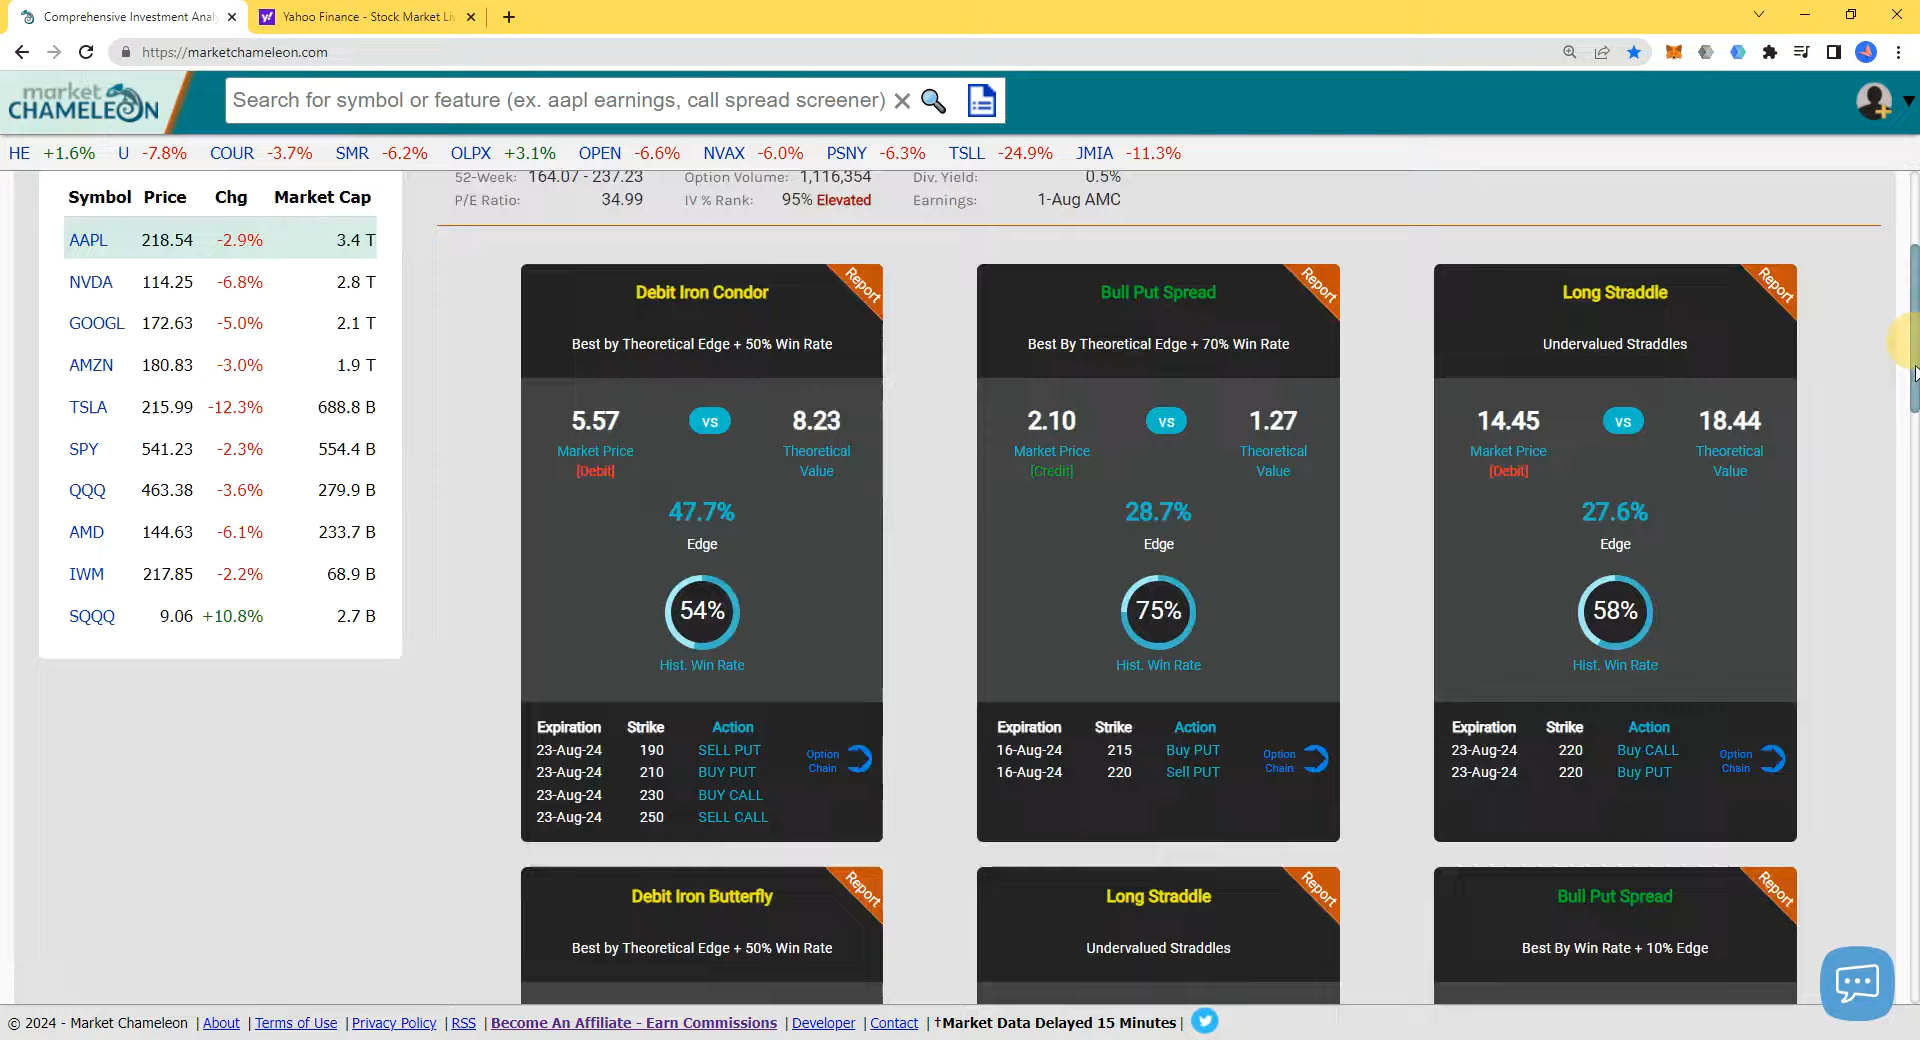 Comprehensive Investment Anal
Yahoo Finance - Stock Market Li
https://marketchameleon.com
market
CHAMELEON
Search for symbol or feature (ex. aapl earnings, call spread screener)
HE +1.6% U -7.8% COUR -3.7% SMR -6.2% OLPX +3.1% OPEN -6.6% NVAX -6.0% PSNY -6.3% TSLL -24.9% JMIA -11.3%
52-Week: 164.07 - 237.23 Option Volume: 1,116,354 Div. Yield: 0.5%
P/E Ratio: 34.99 IV % Rank: 95% Elevated Earnings: 1-Aug AMC
Symbol Price Chg Market Cap
AAPL 218.54 -2.9% 3.4 T
NVDA 114.25 -6.8% 2.8 T
GOOGL 172.63 -5.0% 2.1 T
AMZN 180.83 -3.0% 1.9 T
TSLA 215.99 -12.3% 688.8 B
SPY 541.23 -2.3% 554.4 B
QQQ 463.38 -3.6% 279.9 B
AMD 144.63 -6.1% 233.7 B
IWM 217.85 -2.2% 68.9 B
SQQQ 9.06 +10.8% 2.7 B
Report
Debit Iron Condor
Best by Theoretical Edge + 50% Win Rate
5.57 vs 8.23
Market Price Theoretical
[Debit] Value
47.7%
Edge
54%
Hist. Win Rate
Expiration Strike Action
23-Aug-24 190 SELL PUT
23-Aug-24 210 BUY PUT
23-Aug-24 230 BUY CALL
23-Aug-24 250 SELL CALL
Option
Chain
Report
Bull Put Spread
Best By Theoretical Edge + 70% Win Rate
2.10 vs 1.27
Market Price Theoretical
[Credit] Value
28.7%
Edge
75%
Hist. Win Rate
Expiration Strike Action
16-Aug-24 215 Buy PUT
16-Aug-24 220 Sell PUT
Option
Chain
Report
Long Straddle
Undervalued Straddles
14.45 vs 18.44
Market Price Theoretical
[Debit] Value
27.6%
Edge
58%
Hist. Win Rate
Expiration Strike Action
23-Aug-24 220 Buy CALL
23-Aug-24 220 Buy PUT
Option
Chain
Report
Debit Iron Butterfly
Best by Theoretical Edge + 50% Win Rate
Report
Long Straddle
Undervalued Straddles
Report
Bull Put Spread
Best By Win Rate + 10% Edge
© 2024 - Market Chameleon | About | Terms of Use | Privacy Policy | RSS | Become An Affiliate - Earn Commissions | Developer | Contact | †Market Data Delayed 15 Minutes |